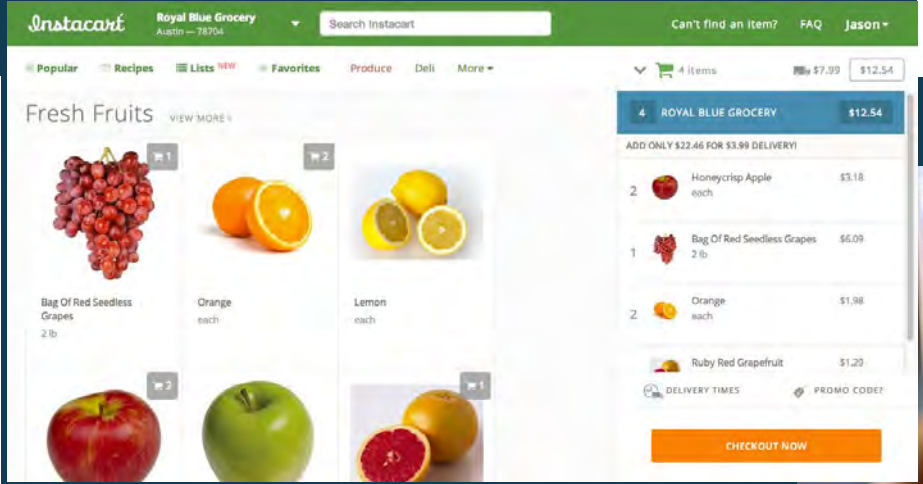 Instacart
Royal Blue Grocery
Austin — 78704
Search Instacart
Can't find an item?
FAQ
Jason
Popular
Recipes
Lists NEW
Favorites
Produce
Deli
More
4 items
$7.99
$12.54
Fresh Fruits
VIEW MORE
1
2
Bag Of Red Seedless
Grapes
2 lb
Orange
each
Lemon
each
2
1
4 ROYAL BLUE GROCERY $12.54
ADD ONLY $22.46 FOR $3.99 DELIVERY!
2 Honeycrisp Apple $3.18
each
1 Bag Of Red Seedless Grapes $6.09
2 lb
2 Orange $1.98
each
Ruby Red Grapefruit $1.29
DELIVERY TIMES
PROMO CODE?
CHECKOUT NOW